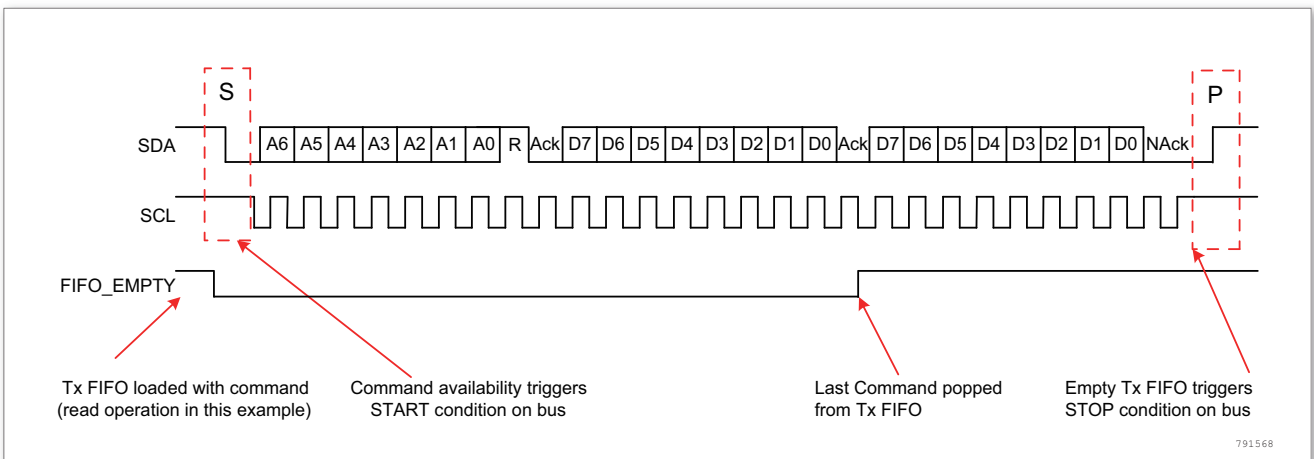 S P
SDA A6 A5 A4 A3 A2 A1 A0 R Ack D7 D6 D5 D4 D3 D2 D1 D0 Ack D7 D6 D5 D4 D3 D2 D1 D0 NAck
SCL
FIFO_EMPTY
Tx FIFO loaded with command
(read operation in this example)
Command availability triggers
START condition on bus
Last Command popped
from Tx FIFO
Empty Tx FIFO triggers
STOP condition on bus
791568